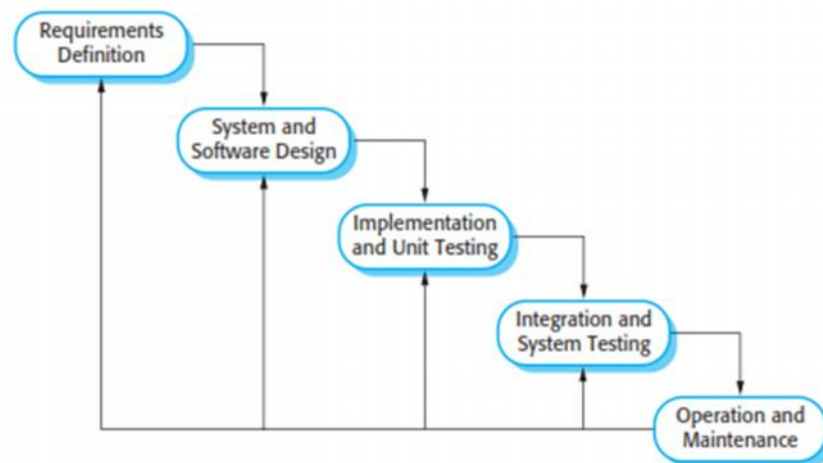 Requirements
Definition
System and
Software Design
Implementation
and Unit Testing
Integration and
System Testing
Operation and
Maintenance